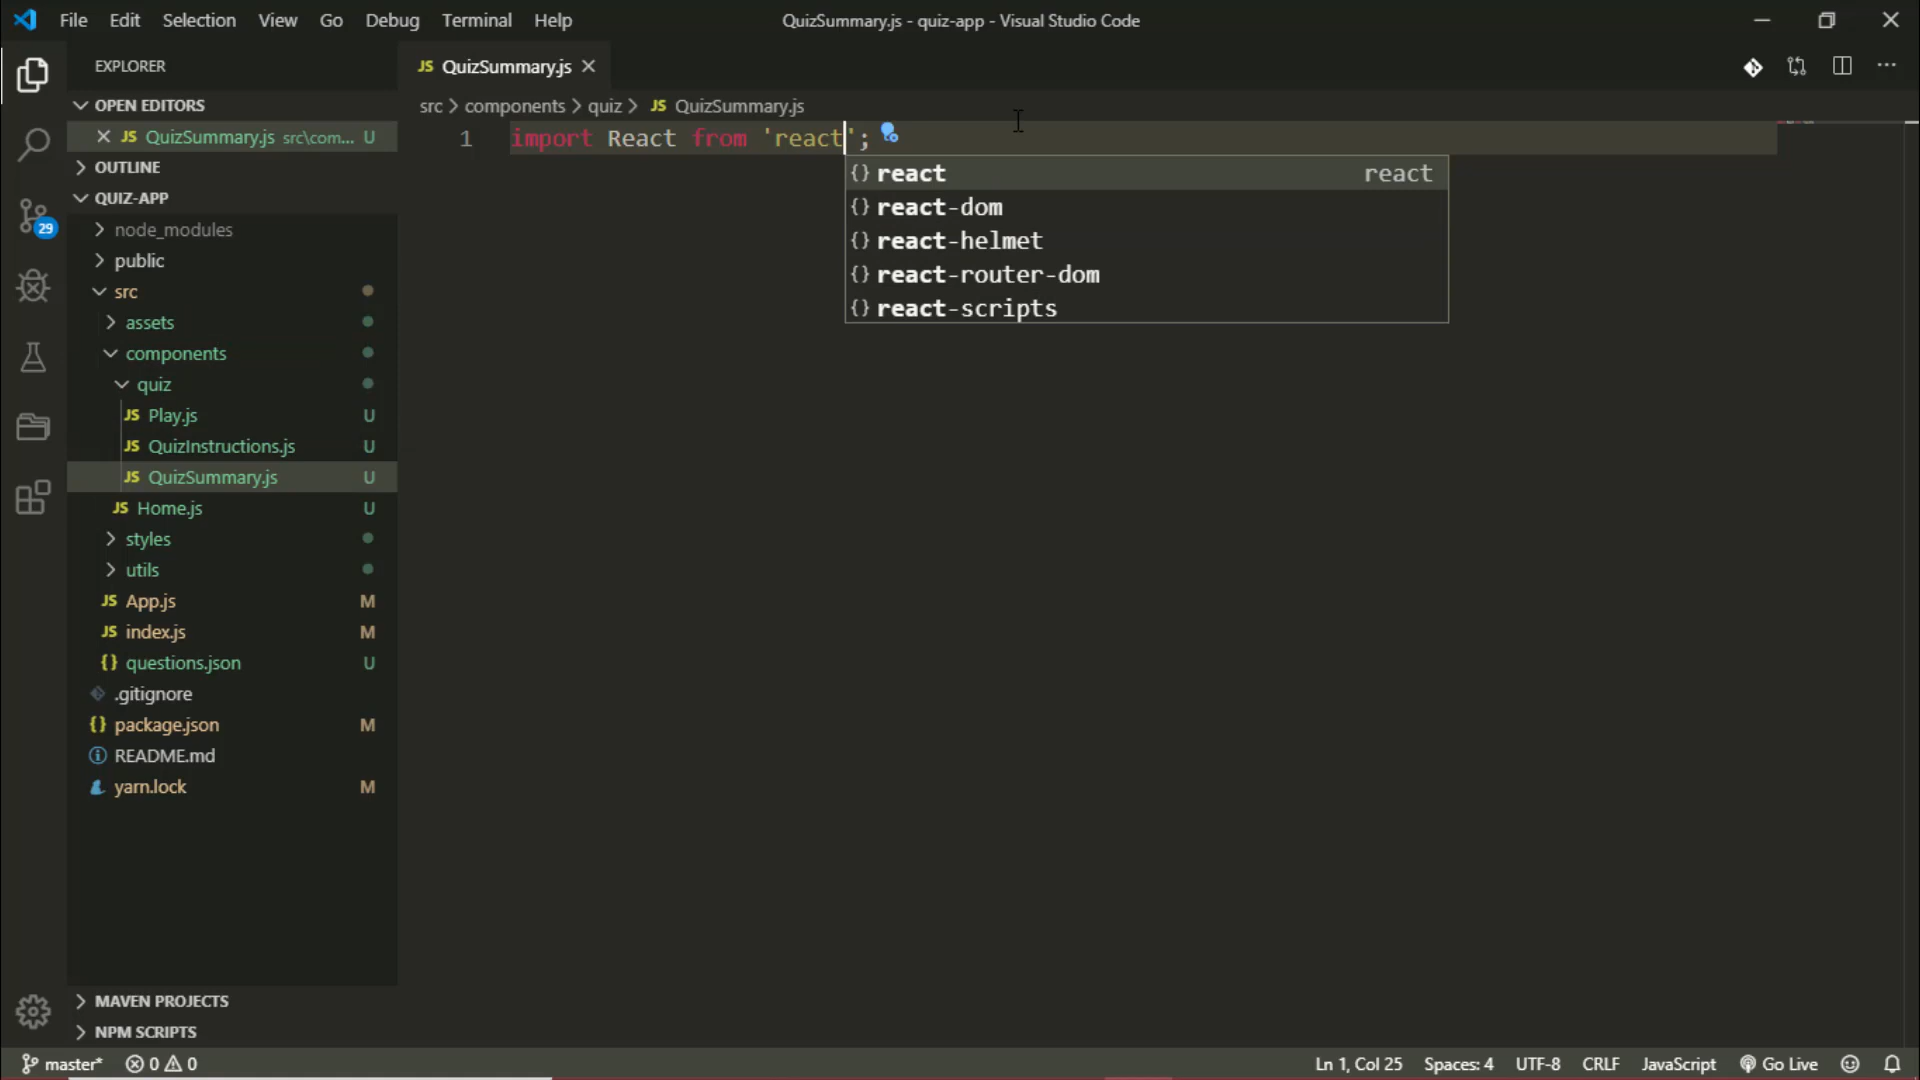 File Edit Selection View Go Debug Terminal Help QuizSummary.js - quiz-app - Visual Studio Code
EXPLORER
JS QuizSummary.js
OPEN EDITORS
JS QuizSummary.js src\com... U
src > components > quiz > JS QuizSummary.js
1 import React from 'react';
{} react react
{} react-dom
{} react-helmet
{} react-router-dom
{} react-scripts
OUTLINE
QUIZ-APP
29
node_modules
public
src
assets
components
quiz
JS Play.js U
JS QuizInstructions.js U
JS QuizSummary.js U
JS Home.js U
styles
utils
JS App.js M
JS index.js M
{} questions.json U
.gitignore
{} package.json M
README.md
yarn.lock M
MAVEN PROJECTS
NPM SCRIPTS
master* 0 0 Ln 1, Col 25 Spaces: 4 UTF-8 CRLF JavaScript Go Live